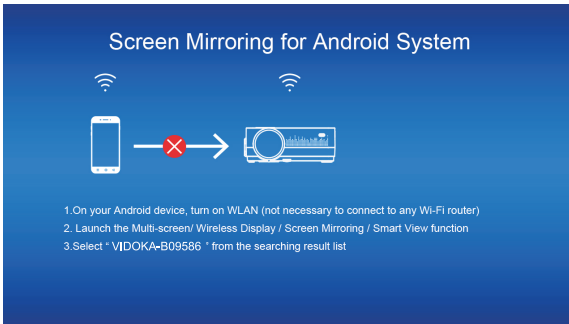 Screen Mirroring for Android System
1.On your Android device, turn on WLAN (not necessary to connect to any Wi-Fi router)
2. Launch the Multi-screen/ Wireless Display / Screen Mirroring / Smart View function
3.Select “ VIDOKA-B09586 ” from the searching result list